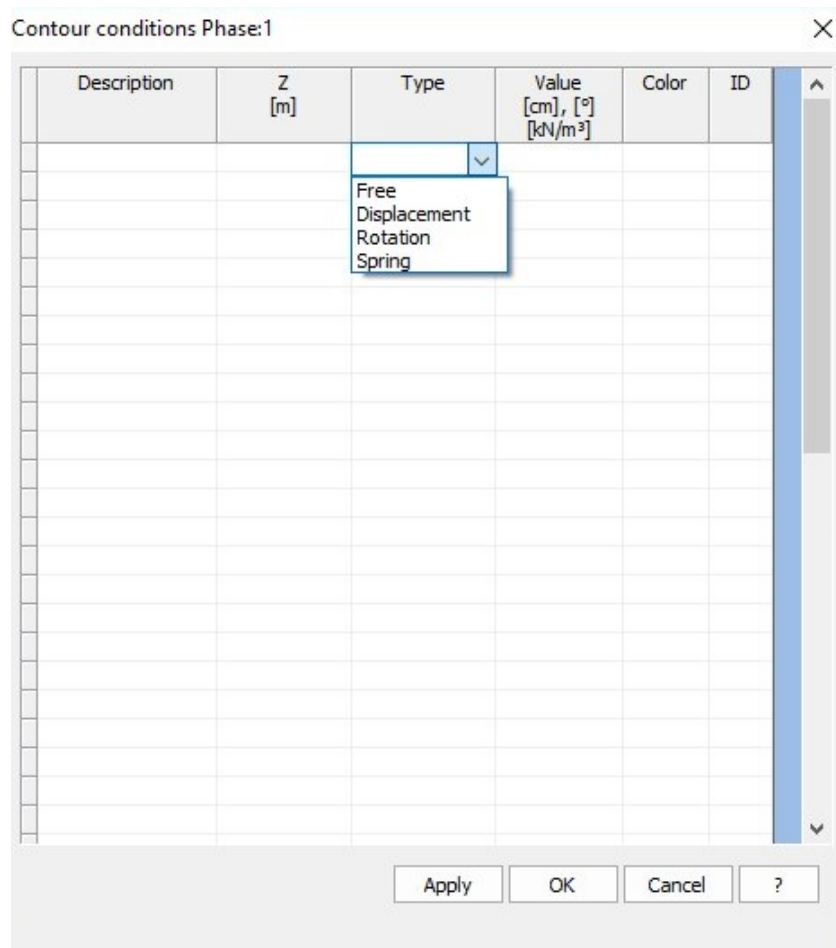 Contour conditions Phase:1
Description Z Type Value Color ID
[m] [cm], [°]
[kN/m³]
Free
Displacement
Rotation
Spring
Apply OK Cancel ?